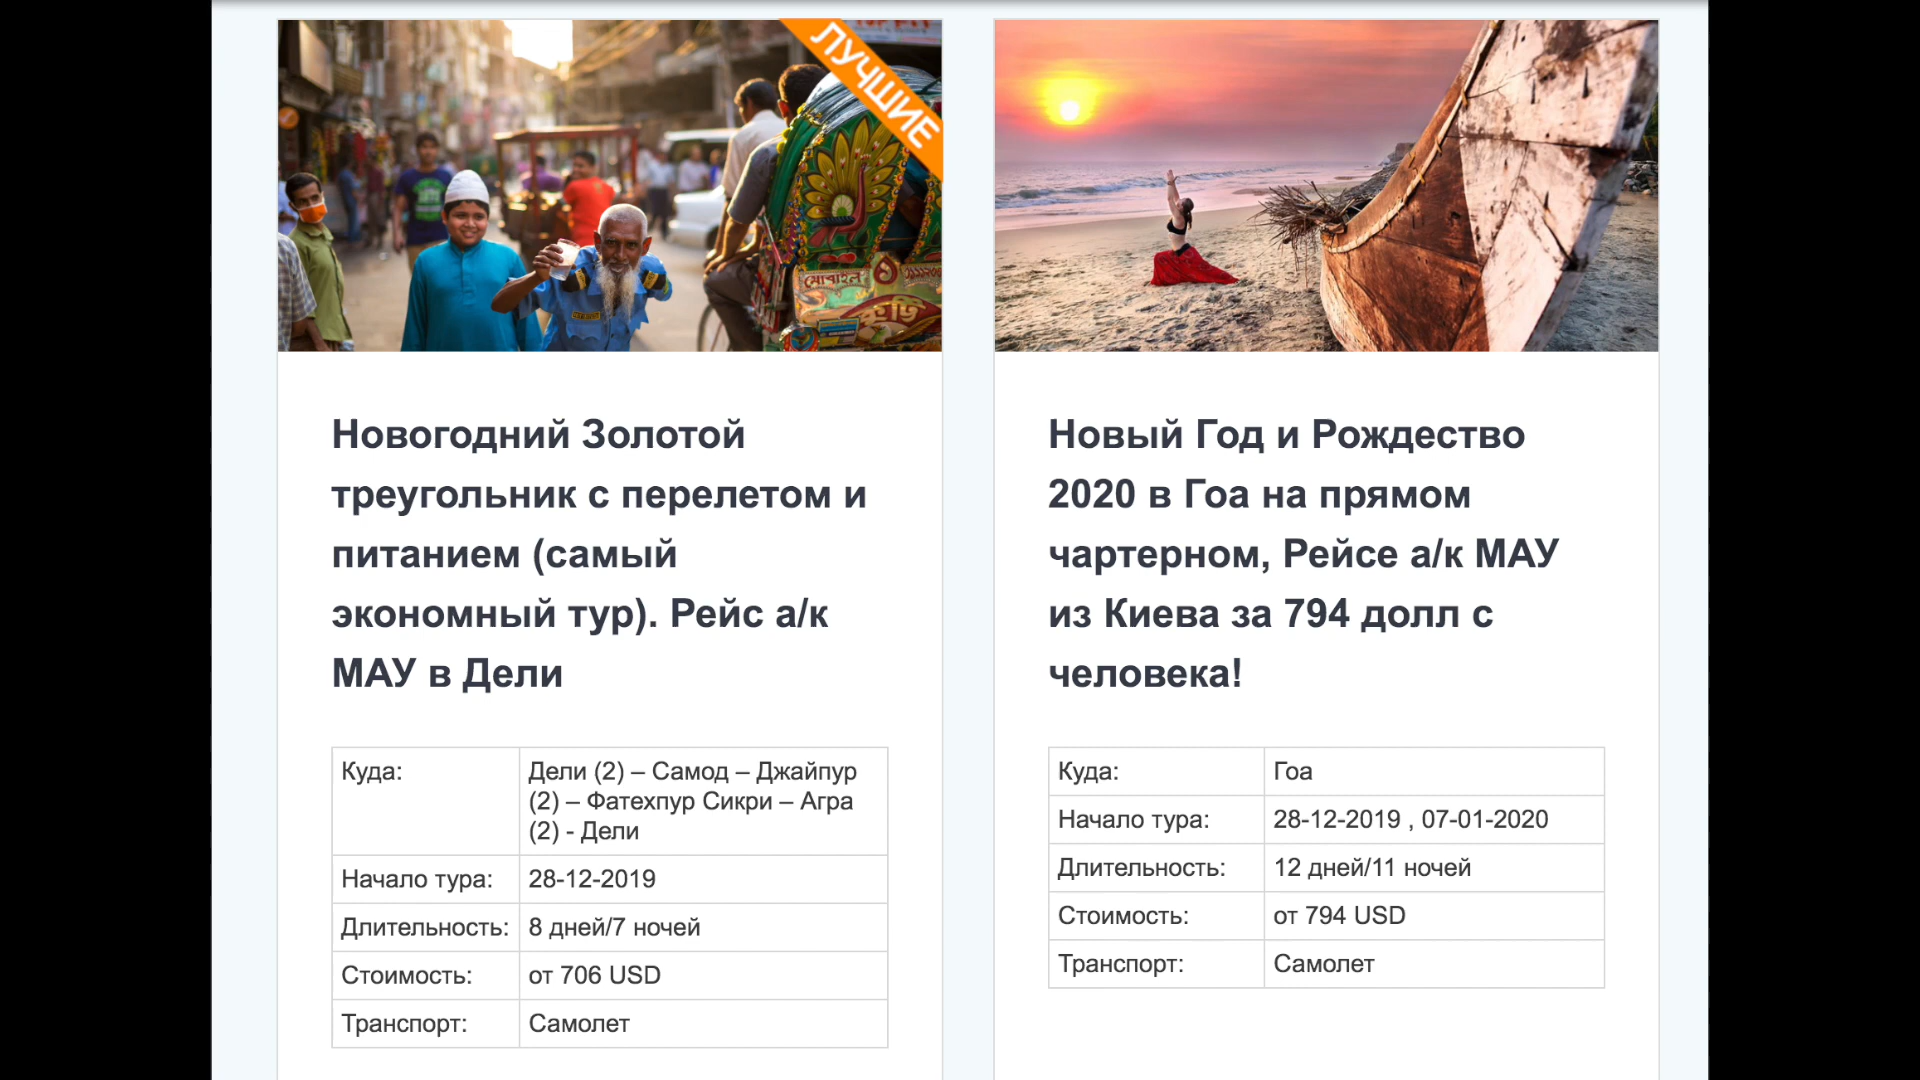 ЛУЧШИЕ
Новогодний Золотой
треугольник с перелетом и
питанием (самый
экономный тур). Рейс а/к
МАУ в Дели
Куда:
Дели (2) – Самод – Джайпур
(2) – Фатехпур Сикри – Агра
(2) - Дели
Начало тура: 28-12-2019
Длительность: 8 дней/7 ночей
Стоимость: от 706 USD
Транспорт: Самолет
Новый Год и Рождество
2020 в Гоа на прямом
чартерном, Рейсе а/к МАУ
из Киева за 794 долл с
человека!
Куда: Гоа
Начало тура: 28-12-2019 , 07-01-2020
Длительность: 12 дней/11 ночей
Стоимость: от 794 USD
Транспорт: Самолет